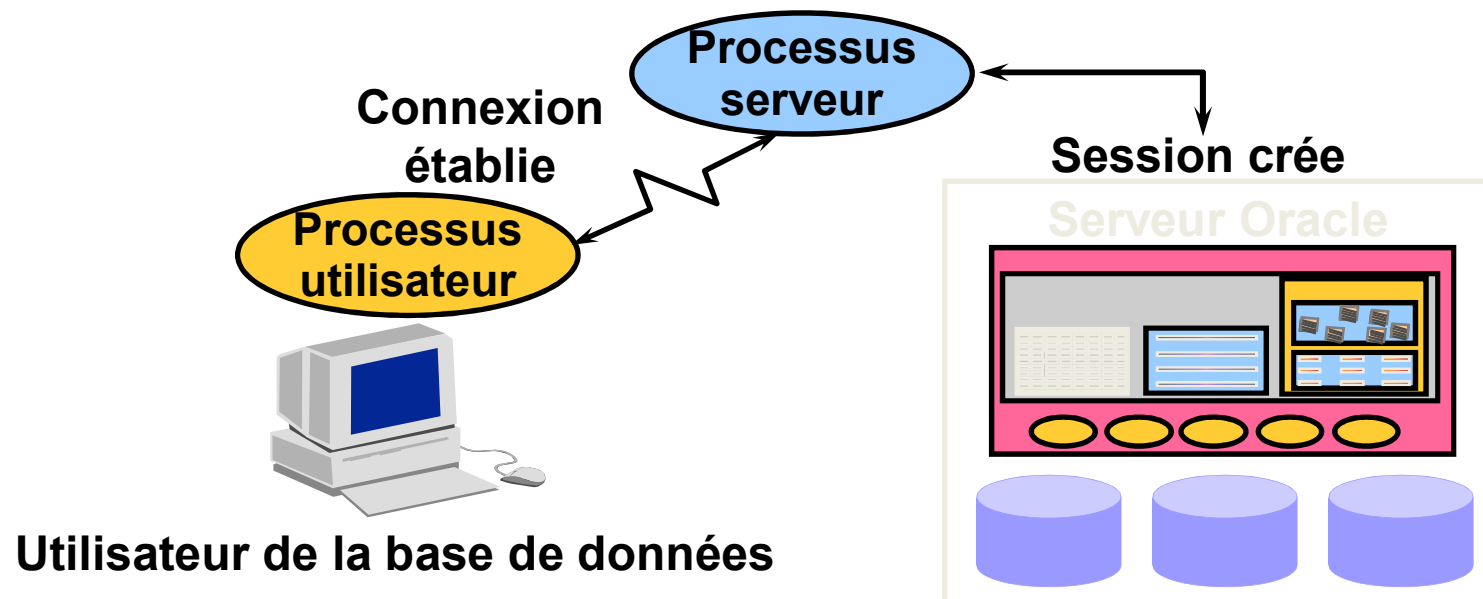 Processus
serveur
Connexion
établie
Session crée
Serveur Oracle
Processus
utilisateur
Utilisateur de la base de données